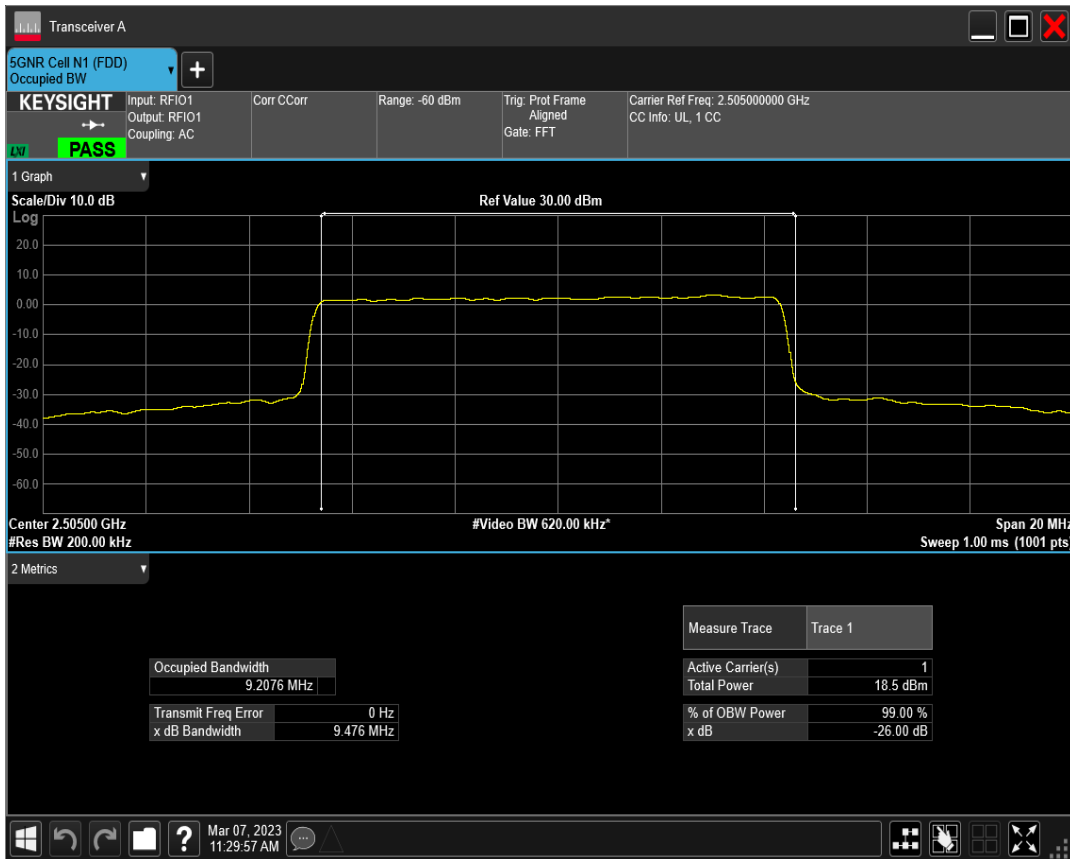 Transceiver A
5GNR Cell N1 (FDD)
Occupied BW
+
KEYSIGHT
LXI
PASS
Input: RFIO1
Output: RFIO1
Coupling: AC
Corr CCorr
Range: -60 dBm
Trig: Prot Frame
Aligned
Gate: FFT
Carrier Ref Freq: 2.505000000 GHz
CC Info: UL, 1 CC
1 Graph
Scale/Div 10.0 dB
Ref Value 30.00 dBm
Log
20.0
10.0
0.00
-10.0
-20.0
-30.0
-40.0
-50.0
-60.0
Center 2.50500 GHz
#Video BW 620.00 kHz*
Span 20 MHz
#Res BW 200.00 kHz
Sweep 1.00 ms (1001 pts)
2 Metrics
Measure Trace Trace 1
Occupied Bandwidth
9.2076 MHz
Active Carrier(s) 1
Total Power 18.5 dBm
Transmit Freq Error 0 Hz
x dB Bandwidth 9.476 MHz
% of OBW Power 99.00 %
x dB -26.00 dB
?
Mar 07, 2023
11:29:57 AM